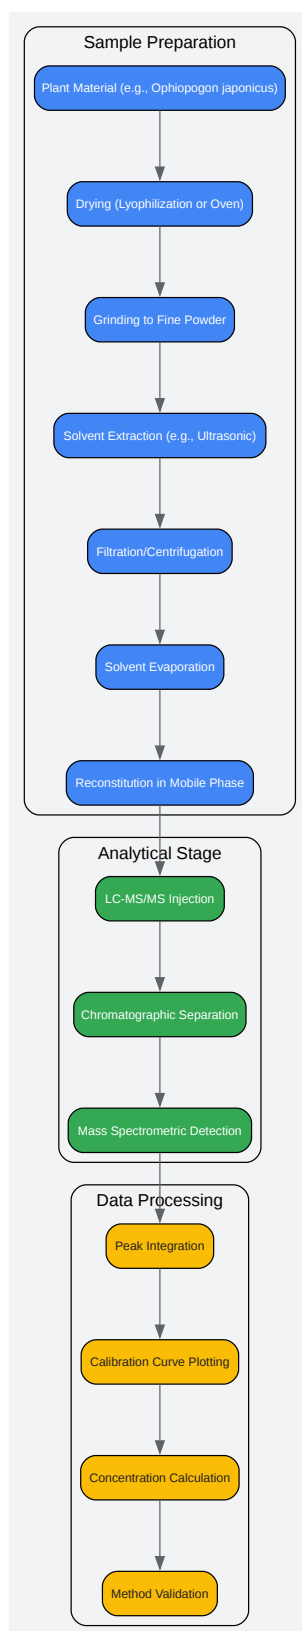 Sample Preparation
Plant Material (e.g., Ophiopogon japonicus)
Drying (Lyophilization or Oven)
Grinding to Fine Powder
Solvent Extraction (e.g., Ultrasonic)
Filtration/Centrifugation
Solvent Evaporation
Reconstitution in Mobile Phase
Analytical Stage
LC-MS/MS Injection
Chromatographic Separation
Mass Spectrometric Detection
Data Processing
Peak Integration
Calibration Curve Plotting
Concentration Calculation
Method Validation